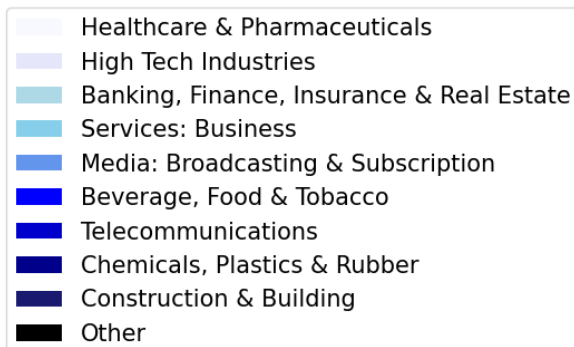 Healthcare & Pharmaceuticals
High Tech Industries
Banking, Finance, Insurance & Real Estate
Services: Business
Media: Broadcasting & Subscription
Beverage, Food & Tobacco
Telecommunications
Chemicals, Plastics & Rubber
Construction & Building
Other